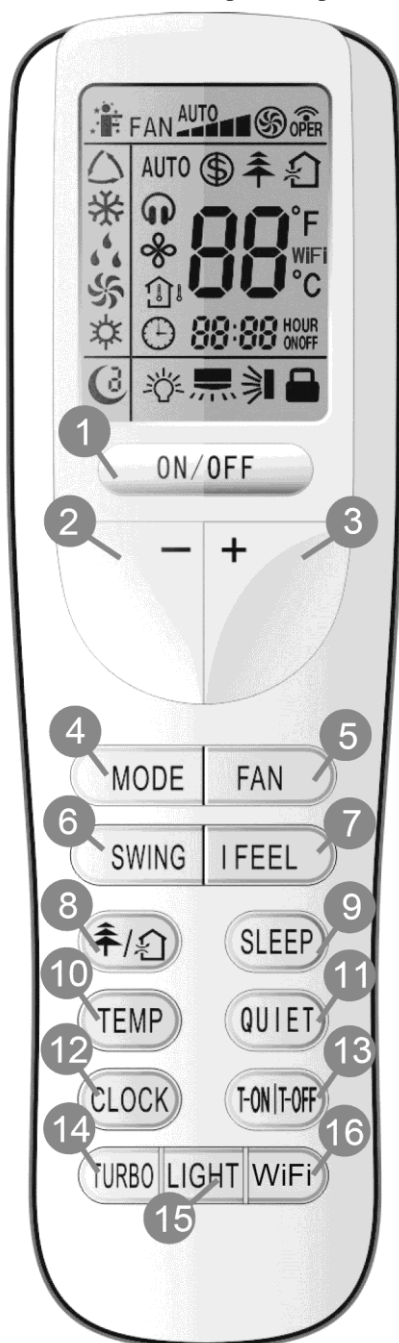 FAN AUTO OPER
AUTO
88 °F
WiFi
°C
88:88 HOUR
ONOFF
1
ON/OFF
2 - + 3
4 5
MODE FAN
6 7
SWING I FEEL
8 9
/ SLEEP
10 11
TEMP QUIET
12 13
CLOCK T-ON|T-OFF
14 16
TURBO LIGHT WiFi
15